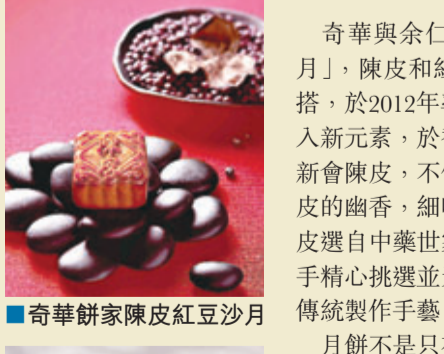 ■奇華餅家陳皮紅豆沙月
奇華與余仁
月」，陳皮和
搭，於2012年
入新元素，於
新會陳皮，不
皮的幽香，細
皮選自中藥世
手精心挑選並
傳統製作手藝
月餅不是只